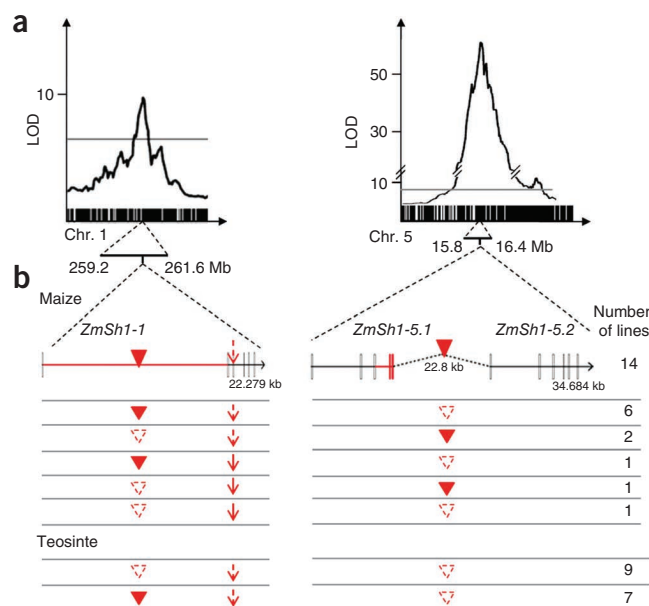 a
10
LOD
Chr. 1
259.2
261.6 Mb
50
30
10
LOD
Chr. 5
15.8
16.4 Mb
b
Maize
ZmSh1-1
22.279 kb
ZmSh1-5.1
ZmSh1-5.2
22.8 kb
34.684 kb
Number
of lines
14
6
2
1
1
1
Teosinte
9
7